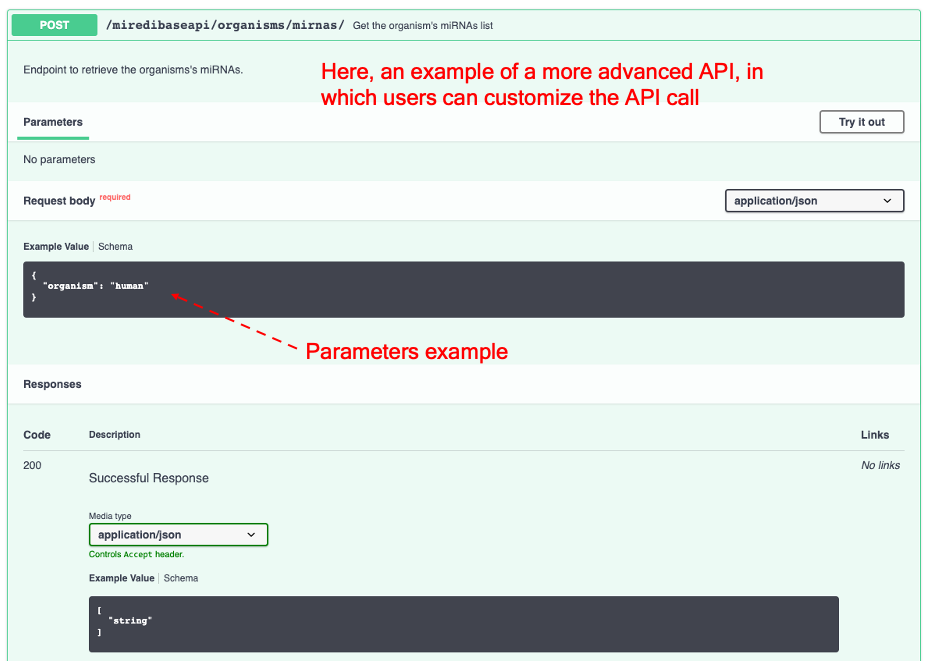 POST /miredibaseapi/organisms/mirnas/ Get the organism's miRNAs list
Endpoint to retrieve the organisms's miRNAs.
Here, an example of a more advanced API, in
which users can customize the API call
Parameters
Try it out
No parameters
Request body required
application/json
Example Value | Schema
{
"organism": "human"
}
Parameters example
Responses
Code Description Links
200
Successful Response
No links
Media type
application/json
Controls Accept header.
Example Value | Schema
[
"string"
]